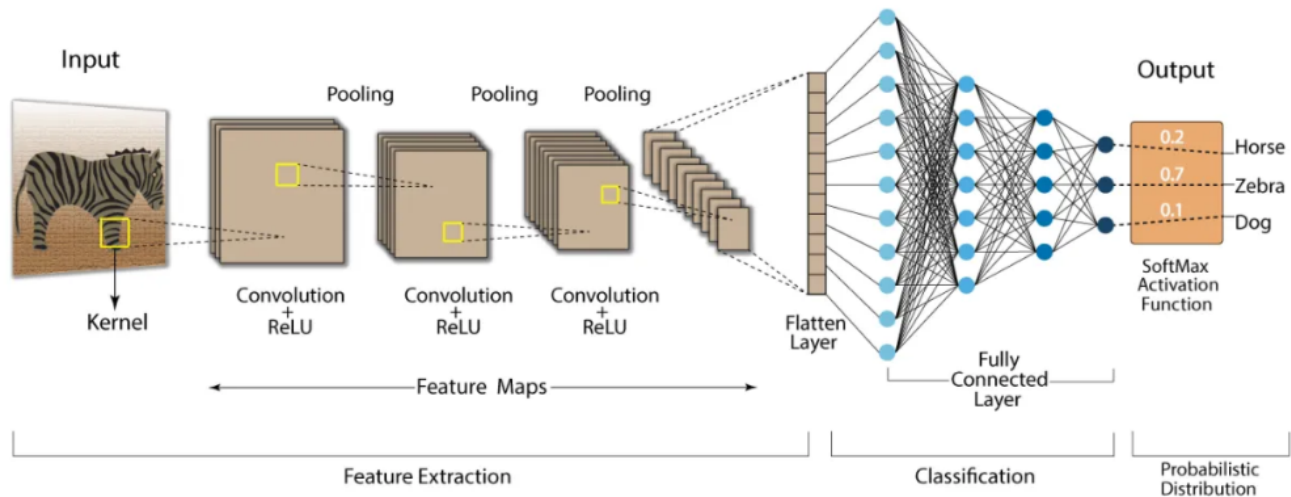 Input
Kernel
Pooling
Pooling
Pooling
Convolution
+
ReLU
Convolution
+
ReLU
Convolution
+
ReLU
Feature Maps
Flatten
Layer
Fully
Connected
Layer
Output
0.2
Horse
0.7
Zebra
0.1
Dog
SoftMax
Activation
Function
Feature Extraction
Classification
Probabilistic
Distribution